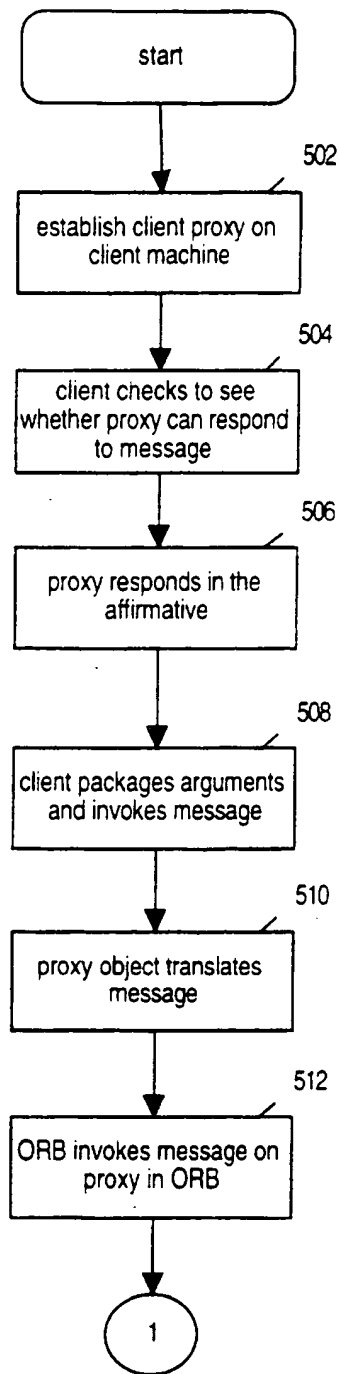 start
502
establish client proxy on
client machine
504
client checks to see
whether proxy can respond
to message
506
proxy responds in the
affirmative
508
client packages arguments
and invokes message
510
proxy object translates
message
512
ORB invokes message on
proxy in ORB
1